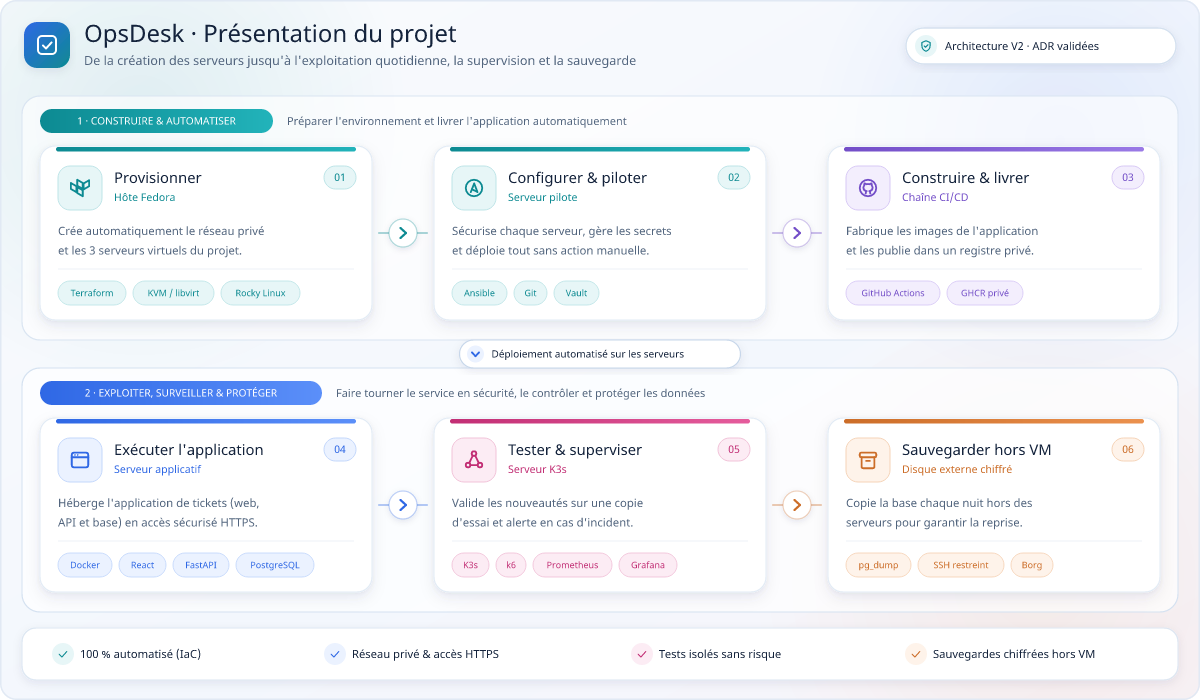 OpsDesk · Présentation du projet
De la création des serveurs jusqu'à l'exploitation quotidienne, la supervision et la sauvegarde
Architecture V2 · ADR validées
1 · CONSTRUIRE & AUTOMATISER
Préparer l'environnement et livrer l'application automatiquement
Provisionner
01
Hôte Fedora
Crée automatiquement le réseau privé
et les 3 serveurs virtuels du projet.
Terraform
KVM / libvirt
Rocky Linux
Configurer & piloter
02
Serveur pilote
Sécurise chaque serveur, gère les secrets
et déploie tout sans action manuelle.
Ansible
Git
Vault
Construire & livrer
03
Chaîne CI/CD
Fabrique les images de l'application
et les publie dans un registre privé.
GitHub Actions
GHCR privé
Déploiement automatisé sur les serveurs
2 · EXPLOITER, SURVEILLER & PROTÉGER
Faire tourner le service en sécurité, le contrôler et protéger les données
Exécuter l'application
04
Serveur applicatif
Héberge l'application de tickets (web,
API et base) en accès sécurisé HTTPS.
Docker
React
FastAPI
PostgreSQL
Tester & superviser
05
Serveur K3s
Valide les nouveautés sur une copie
d'essai et alerte en cas d'incident.
K3s
k6
Prometheus
Grafana
Sauvegarder hors VM
06
Disque externe chiffré
Copie la base chaque nuit hors des
serveurs pour garantir la reprise.
pg_dump
SSH restreint
Borg
100 % automatisé (IaC)
Réseau privé & accès HTTPS
Tests isolés sans risque
Sauvegardes chiffrées hors VM